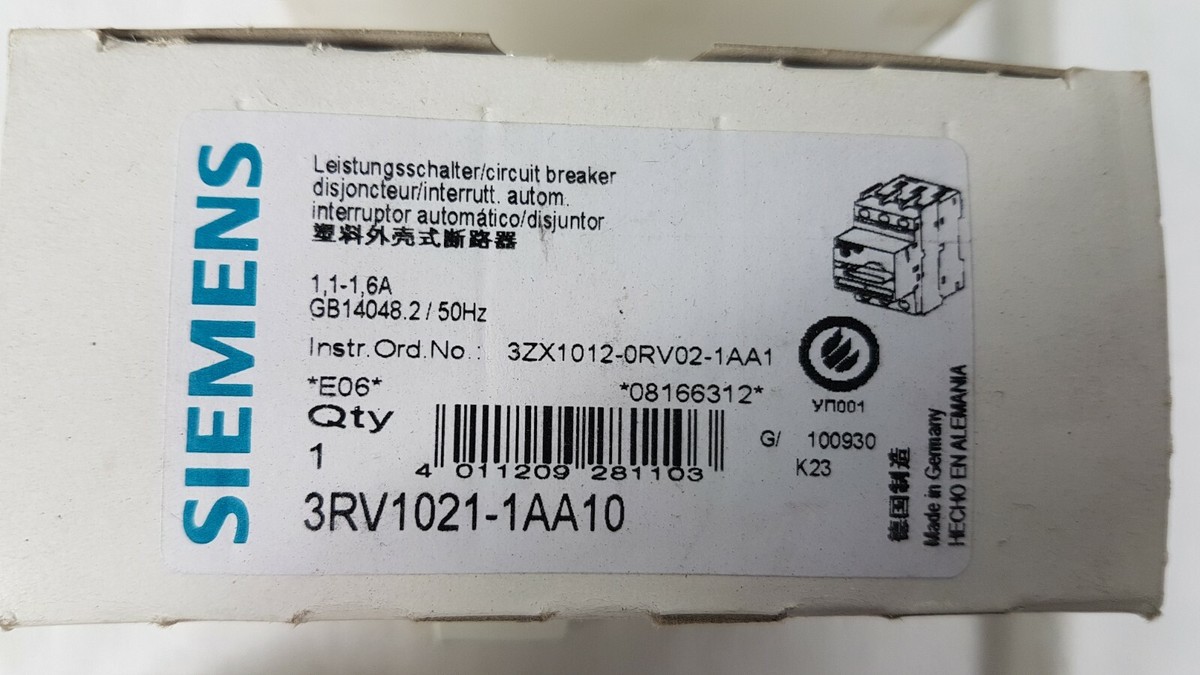 SIEMENS
Leistungsschalter/circuit breaker
disjoncteur/interrutt. autom.
interruptor automático/disjuntor
塑料外壳式断路器
1,1-1,6A
GB14048.2 / 50Hz
Instr.Ord.No.: 3ZX1012-0RV02-1AA1
*E06* *08166312*
Qty
1
4 011209 281103
3RV1021-1AA10
УП001
G/ 100930
K23
德国制造
Made in Germany
HECHO EN ALEMANIA